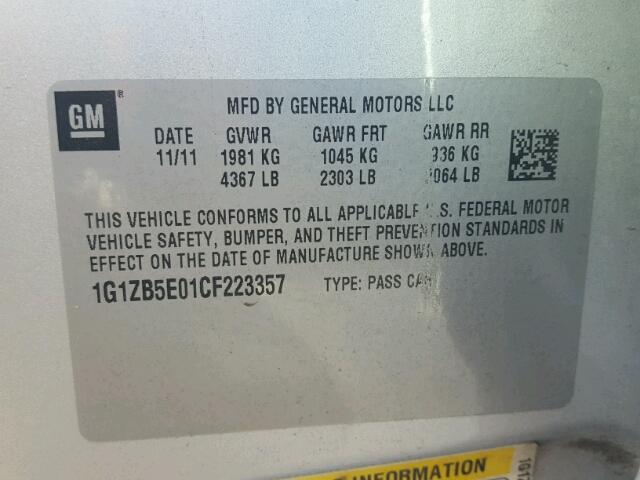 GM®
MFD BY GENERAL MOTORS LLC
DATE GVWR GAWR FRT GAWR RR
11/11 1981 KG 1045 KG 936 KG
4367 LB 2303 LB 064 LB
THIS VEHICLE CONFORMS TO ALL APPLICABLE U.S. FEDERAL MOTOR
VEHICLE SAFETY, BUMPER, AND THEFT PREVENTION STANDARDS IN
EFFECT ON THE DATE OF MANUFACTURE SHOWN ABOVE.
1G1ZB5E01CF223357 TYPE: PASS CAR
INFORMATION